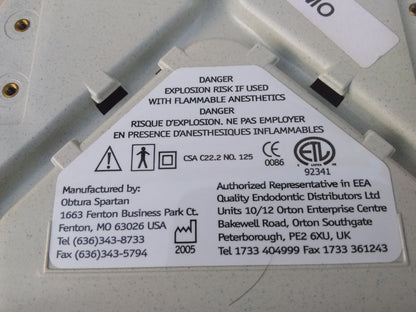 OMO
DANGER
EXPLOSION RISK IF USED
WITH FLAMMABLE ANESTHETICS
DANGER
RISQUE D'EXPLOSION. NE PAS EMPLOYER
EN PRESENCE D'ANESTHESIQUES INFLAMMABLES
CSA C22.2 NO. 125
CE
0086
ETL
92341
Manufactured by:
Obtura Spartan
1663 Fenton Business Park Ct.
Fenton, MO 63026 USA
Tel (636)343-8733
Fax (636)343-5794
2005
Authorized Representative in EEA
Quality Endodontic Distributors Ltd
Units 10/12 Orton Enterprise Centre
Bakewell Road, Orton Southgate
Peterborough, PE2 6XU, UK
Tel 1733 404999 Fax 1733 361243